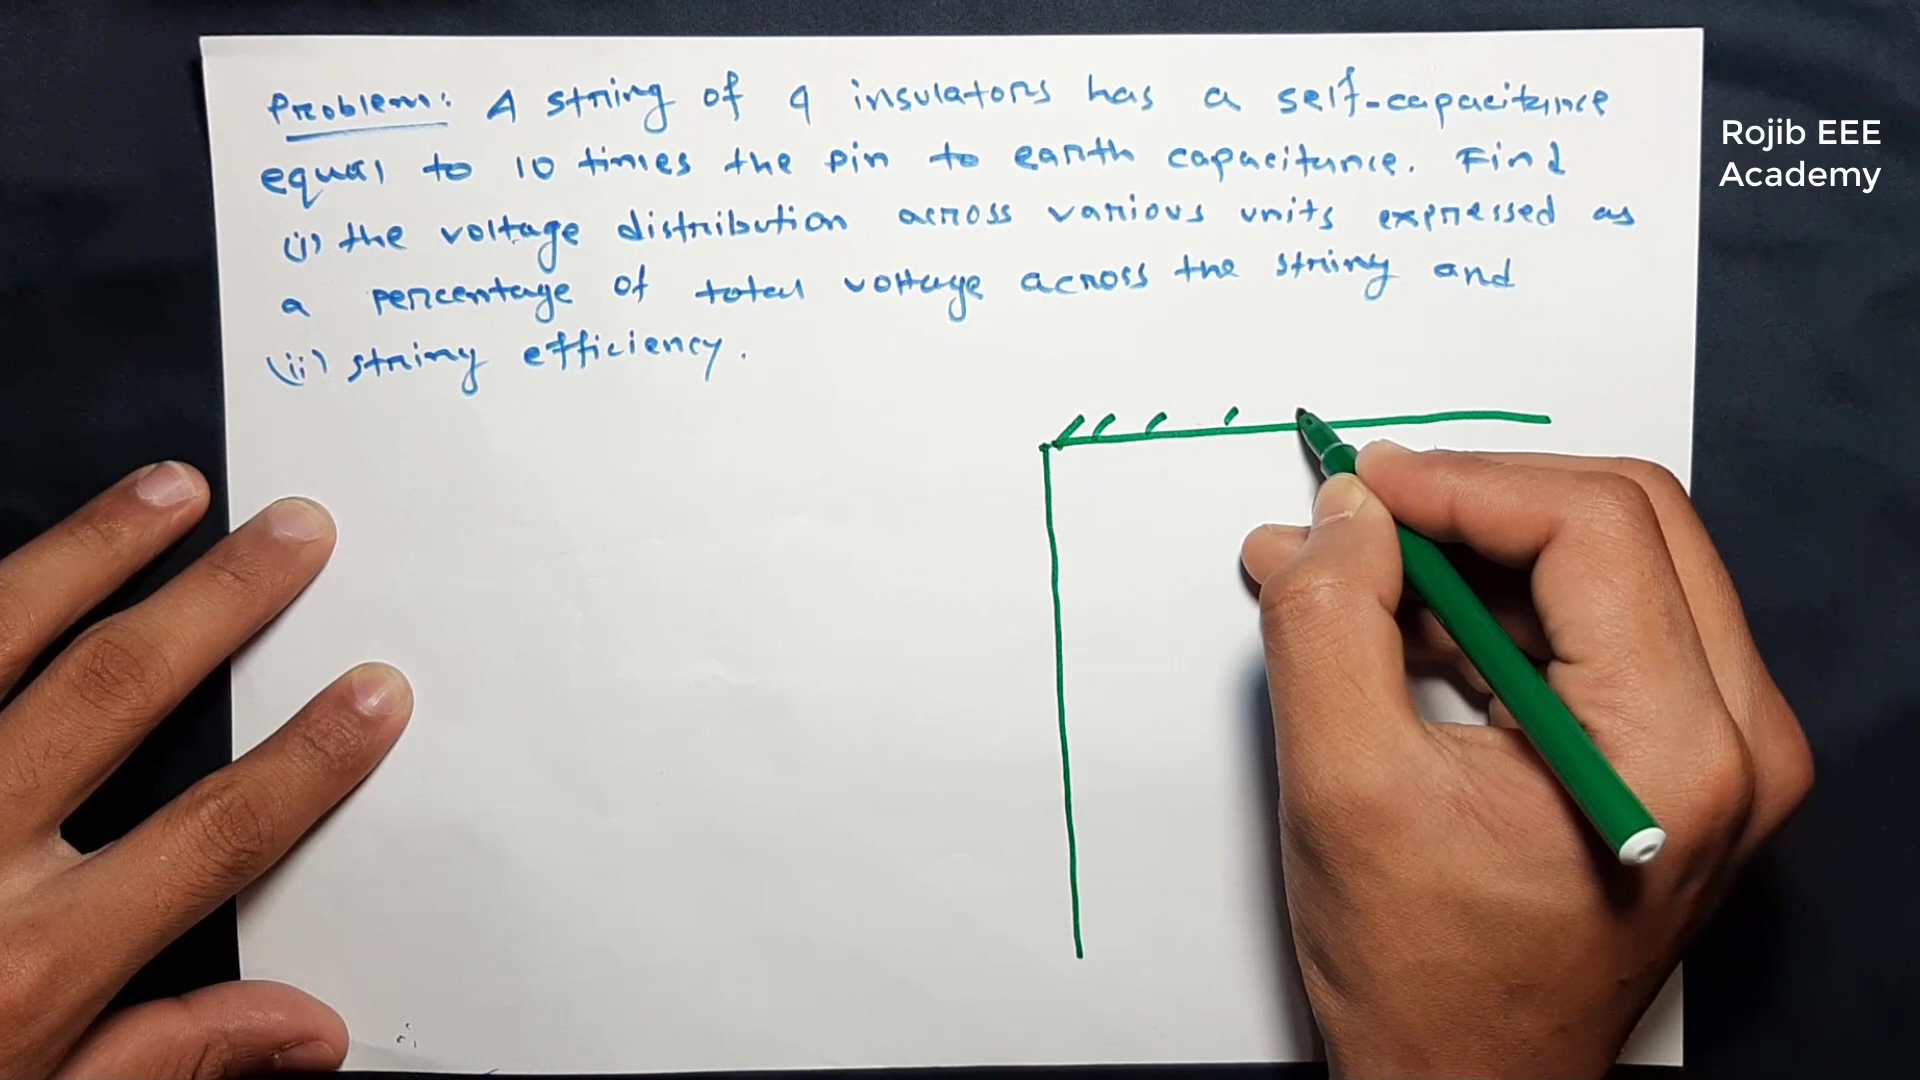 Problem: A string of 4 insulators has a self-capacitance
equal to 10 times the pin to earth capacitance. Find
(i) the voltage distribution across various units expressed as
a percentage of total voltage across the string and
(ii) string efficiency.
Rojib EEE
Academy